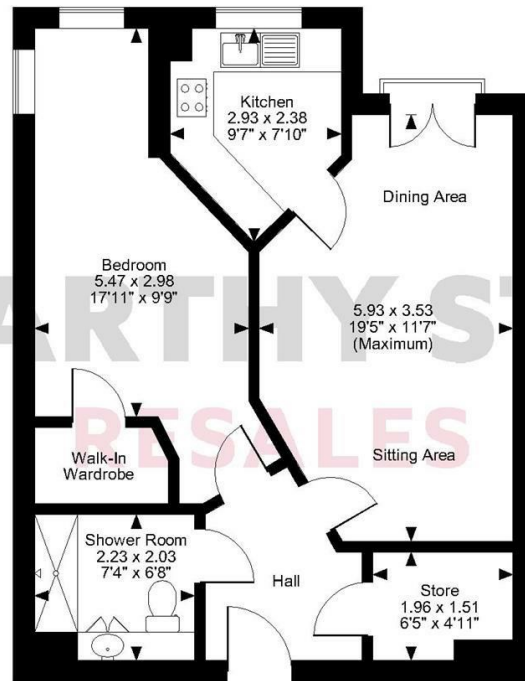 Kitchen
2.93 x 2.38
9'7" x 7'10"
Dining Area
Bedroom
5.47 x 2.98
17'11" x 9'9"
5.93 x 3.53
19'5" x 11'7"
(Maximum)
ARTHY ST
RESALES
Walk-In
Wardrobe
Sitting Area
Shower Room
2.23 x 2.03
7'4" x 6'8"
Hall
Store
1.96 x 1.51
6'5" x 4'11"